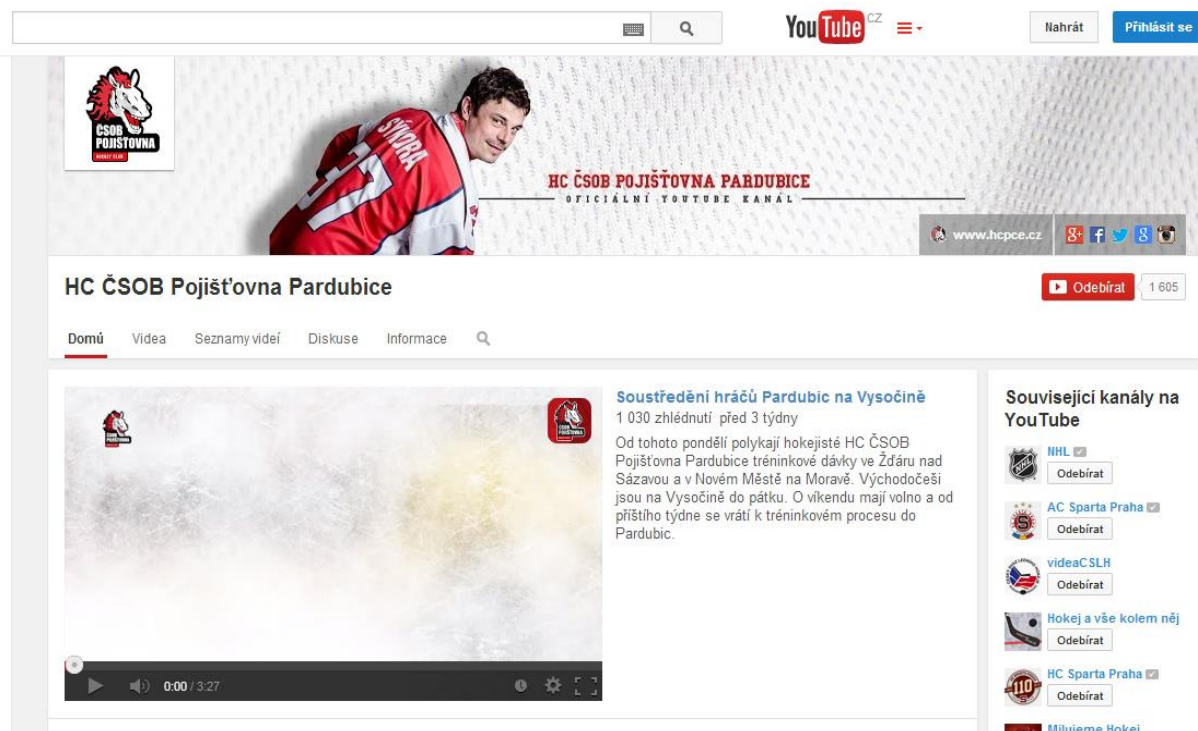 YouTube CZ
Nahrát
Přihlásit se
ČSOB
POJIŠŤOVNA
HOCKEY CLUB
SÝKORA
37
HC ČSOB POJIŠŤOVNA PARDUBICE
OFICIÁLNÍ YOUTUBE KANÁL
www.hcpce.cz
HC ČSOB Pojišťovna Pardubice
Odebírat
1 605
Domů
Videa
Seznamy videí
Diskuse
Informace
Soustředění hráčů Pardubic na Vysočině
1 030 zhlédnutí před 3 týdny
Od tohoto pondělí polykají hokejisté HC ČSOB
Pojišťovna Pardubice tréninkové dávky ve Žďáru nad
Sázavou a v Novém Městě na Moravě. Východočeši
jsou na Vysočině do pátku. O víkendu mají volno a od
příštího týdne se vrátí k tréninkovém procesu do
Pardubic.
0:00 / 3:27
Související kanály na
YouTube
NHL
Odebírat
AC Sparta Praha
Odebírat
videaCSLH
Odebírat
Hokej a vše kolem něj
Odebírat
110
HC Sparta Praha
Odebírat
Milujeme Hokej